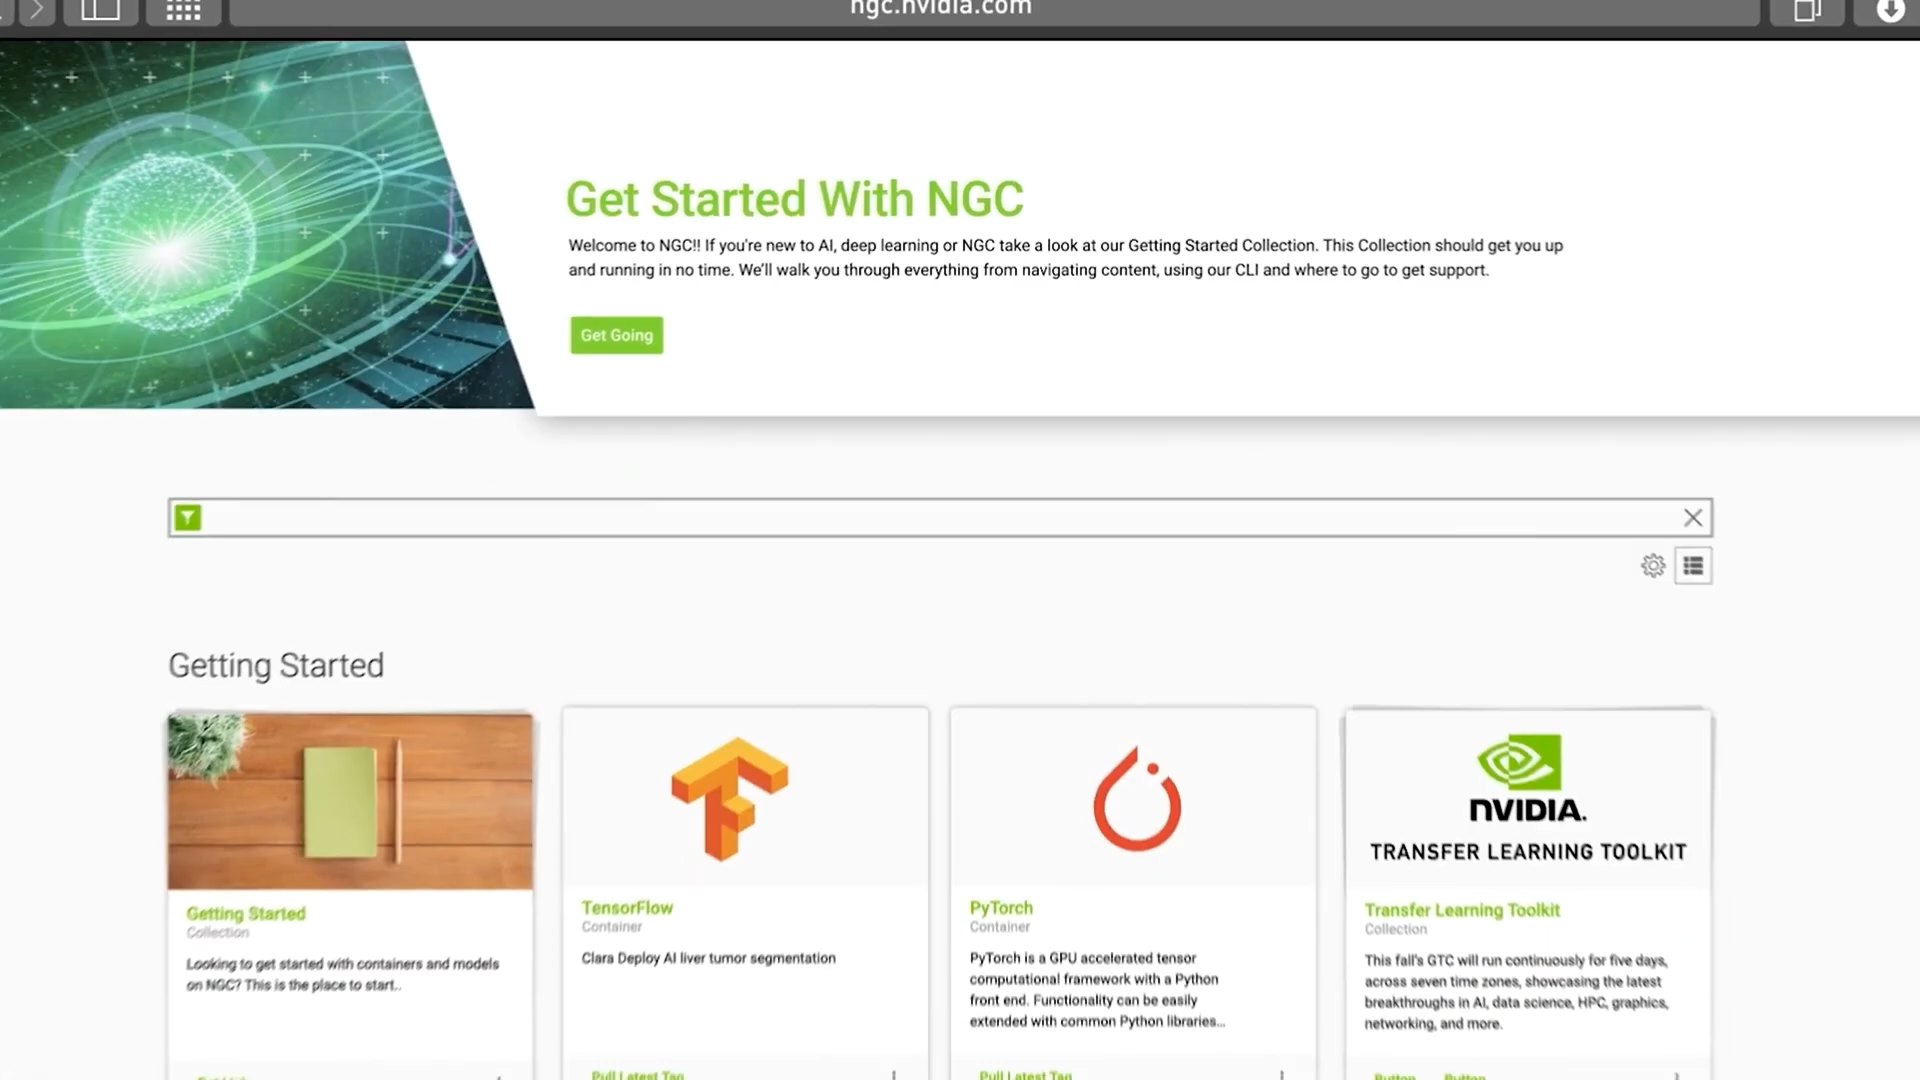 ngc.nvidia.com
Get Started With NGC
Welcome to NGC!! If you're new to AI, deep learning or NGC take a look at our Getting Started Collection. This Collection should get you up
and running in no time. We'll walk you through everything from navigating content, using our CLI and where to go to get support.
Get Going
Getting Started
NVIDIA.
TRANSFER LEARNING TOOLKIT
Getting Started
Collection
Looking to get started with containers and models
on NGC? This is the place to start..
TensorFlow
Container
Clara Deploy AI liver tumor segmentation
Pull Latest Tag
PyTorch
Container
PyTorch is a GPU accelerated tensor
computational framework with a Python
front end. Functionality can be easily
extended with common Python libraries...
Pull Latest Tag
Transfer Learning Toolkit
Collection
This fall's GTC will run continuously for five days,
across seven time zones, showcasing the latest
breakthroughs in AI, data science, HPC, graphics,
networking, and more.
Button Button